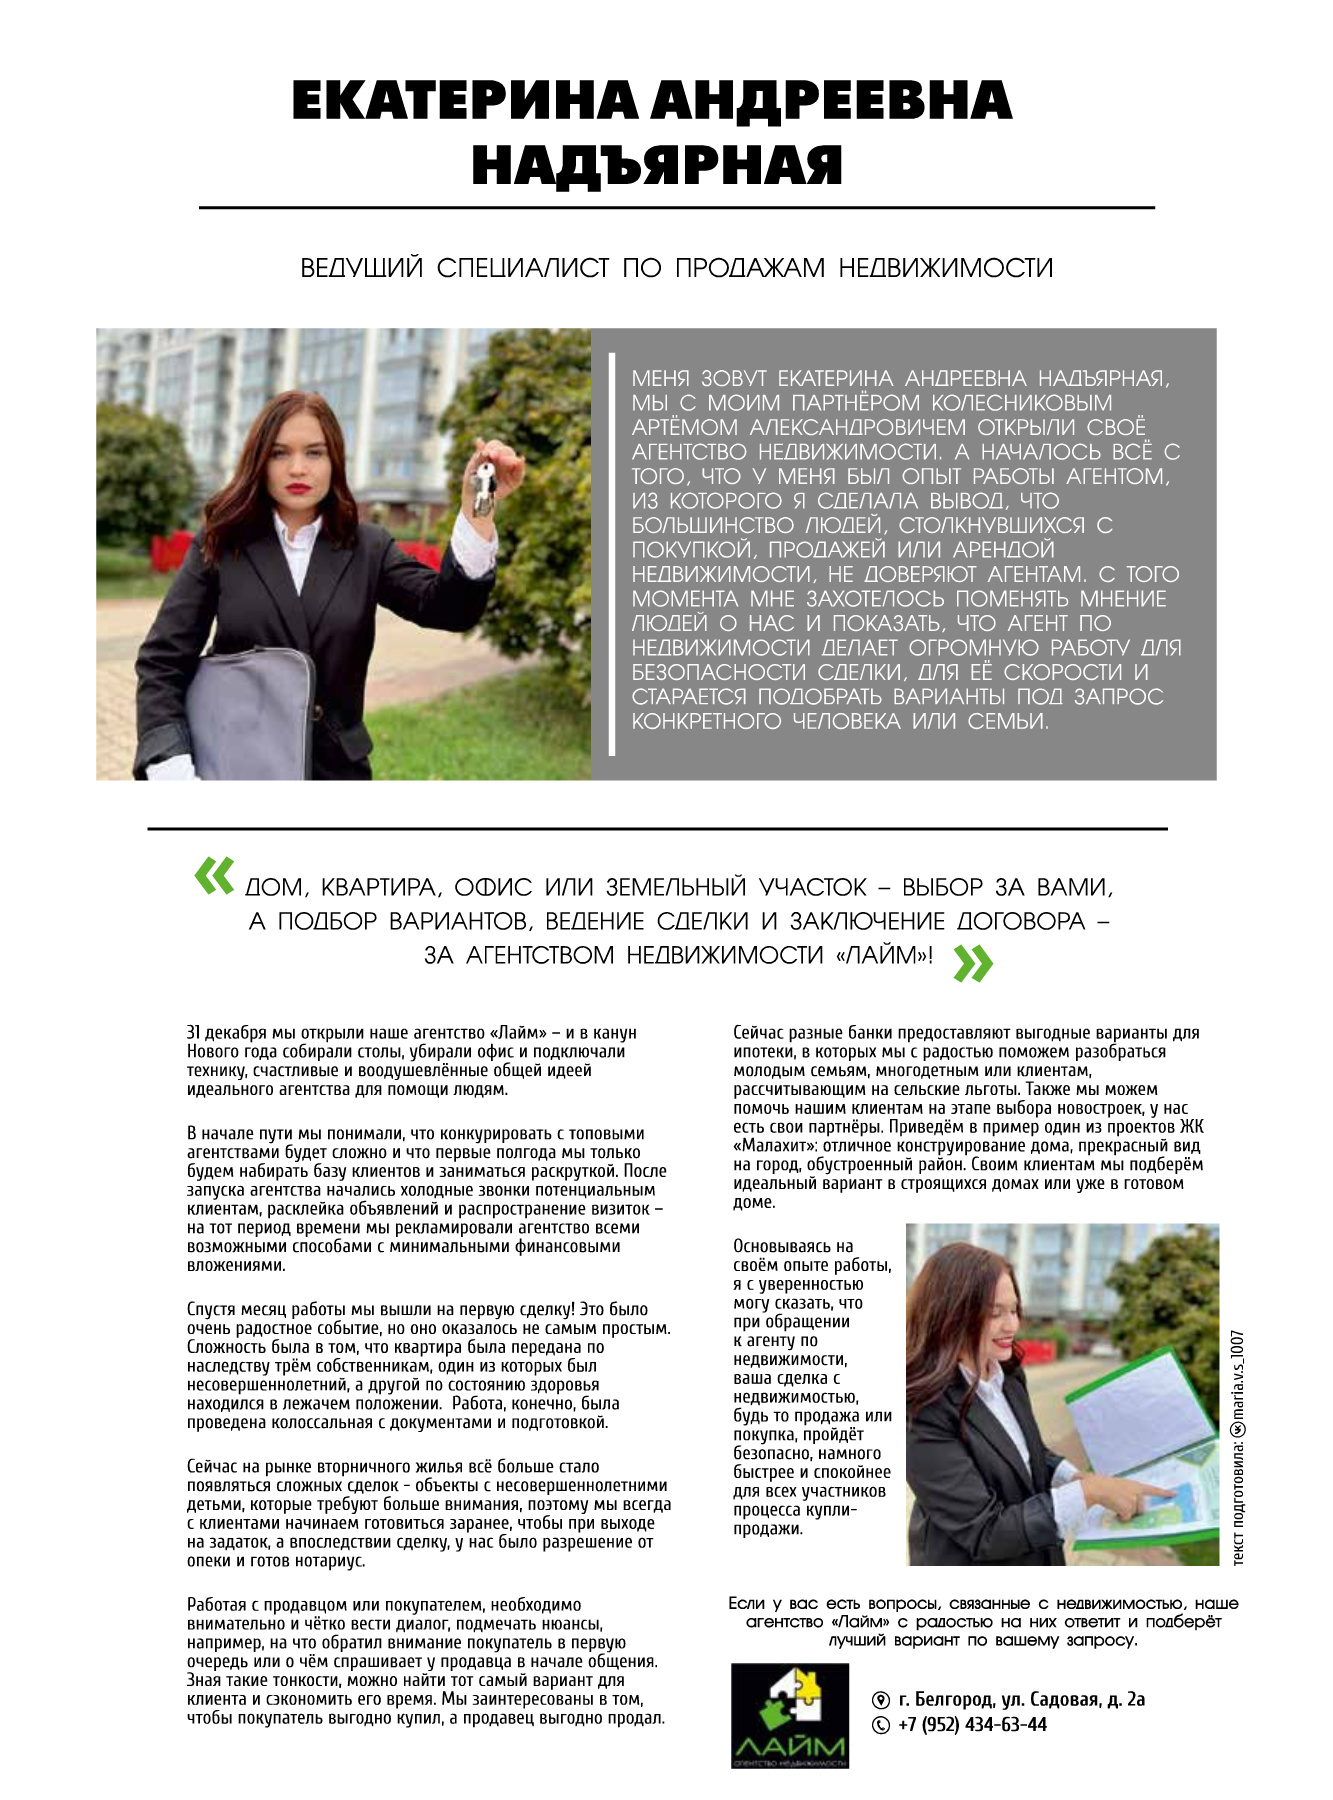 ЕКАТЕРИНА АНДРЕЕВНА
НАДЪЯРНАЯ
ВЕДУЩИЙ СПЕЦИАЛИСТ ПО ПРОДАЖАМ НЕДВИЖИМОСТИ
МЕНЯ ЗОВУТ ЕКАТЕРИНА АНДРЕЕВНА НАДЪЯРНАЯ,
МЫ С МОИМ ПАРТНЁРОМ КОЛЕСНИКОВЫМ
АРТЁМОМ АЛЕКСАНДРОВИЧЕМ ОТКРЫЛИ СВОЁ
АГЕНТСТВО НЕДВИЖИМОСТИ. А НАЧАЛОСЬ ВСЁ С
ТОГО, ЧТО У МЕНЯ БЫЛ ОПЫТ РАБОТЫ АГЕНТОМ,
ИЗ КОТОРОГО Я СДЕЛАЛА ВЫВОД, ЧТО
БОЛЬШИНСТВО ЛЮДЕЙ, СТОЛКНУВШИХСЯ С
ПОКУПКОЙ, ПРОДАЖЕЙ ИЛИ АРЕНДОЙ
НЕДВИЖИМОСТИ, НЕ ДОВЕРЯЮТ АГЕНТАМ. С ТОГО
МОМЕНТА МНЕ ЗАХОТЕЛОСЬ ПОМЕНЯТЬ МНЕНИЕ
ЛЮДЕЙ О НАС И ПОКАЗАТЬ, ЧТО АГЕНТ ПО
НЕДВИЖИМОСТИ ДЕЛАЕТ ОГРОМНУЮ РАБОТУ ДЛЯ
БЕЗОПАСНОСТИ СДЕЛКИ, ДЛЯ ЕЁ СКОРОСТИ И
СТАРАЕТСЯ ПОДОБРАТЬ ВАРИАНТЫ ПОД ЗАПРОС
КОНКРЕТНОГО ЧЕЛОВЕКА ИЛИ СЕМЬИ.
« ДОМ, КВАРТИРА, ОФИС ИЛИ ЗЕМЕЛЬНЫЙ УЧАСТОК – ВЫБОР ЗА ВАМИ,
А ПОДБОР ВАРИАНТОВ, ВЕДЕНИЕ СДЕЛКИ И ЗАКЛЮЧЕНИЕ ДОГОВОРА –
ЗА АГЕНТСТВОМ НЕДВИЖИМОСТИ «ЛАЙМ»! »
31 декабря мы открыли наше агентство «Лайм» – и в канун
Нового года собирали столы, убирали офис и подключали
технику, счастливые и воодушевлённые общей идеей
идеального агентства для помощи людям.
В начале пути мы понимали, что конкурировать с топовыми
агентствами будет сложно и что первые полгода мы только
будем набирать базу клиентов и заниматься раскруткой. После
запуска агентства начались холодные звонки потенциальным
клиентам, расклейка объявлений и распространение визиток –
на тот период времени мы рекламировали агентство всеми
возможными способами с минимальными финансовыми
вложениями.
Спустя месяц работы мы вышли на первую сделку! Это было
очень радостное событие, но оно оказалось не самым простым.
Сложность была в том, что квартира была передана по
наследству трём собственникам, один из которых был
несовершеннолетний, а другой по состоянию здоровья
находился в лежачем положении. Работа, конечно, была
проведена колоссальная с документами и подготовкой.
Сейчас на рынке вторичного жилья всё больше стало
появляться сложных сделок - объекты с несовершеннолетними
детьми, которые требуют больше внимания, поэтому мы всегда
с клиентами начинаем готовиться заранее, чтобы при выходе
на задаток, а впоследствии сделку, у нас было разрешение от
опеки и готов нотариус.
Работая с продавцом или покупателем, необходимо
внимательно и чётко вести диалог, подмечать нюансы,
например, на что обратил внимание покупатель в первую
очередь или о чём спрашивает у продавца в начале общения.
Зная такие тонкости, можно найти тот самый вариант для
клиента и сэкономить его время. Мы заинтересованы в том,
чтобы покупатель выгодно купил, а продавец выгодно продал.
Сейчас разные банки предоставляют выгодные варианты для
ипотеки, в которых мы с радостью поможем разобраться
молодым семьям, многодетным или клиентам,
рассчитывающим на сельские льготы. Также мы можем
помочь нашим клиентам на этапе выбора новостроек, у нас
есть свои партнёры. Приведём в пример один из проектов ЖК
«Малахит»: отличное конструирование дома, прекрасный вид
на город, обустроенный район. Своим клиентам мы подберём
идеальный вариант в строящихся домах или уже в готовом
доме.
Основываясь на
своём опыте работы,
я с уверенностью
могу сказать, что
при обращении
к агенту по
недвижимости,
ваша сделка с
недвижимостью,
будь то продажа или
покупка, пройдёт
безопасно, намного
быстрее и спокойнее
для всех участников
процесса купли-
продажи.
текст подготовила: maria.v.s_1007
Если у вас есть вопросы, связанные с недвижимостью, наше
агентство «Лайм» с радостью на них ответит и подберёт
лучший вариант по вашему запросу.
ЛАЙМ
АГЕНТСТВО НЕДВИЖИМОСТИ
г. Белгород, ул. Садовая, д. 2а
+7 (952) 434-63-44